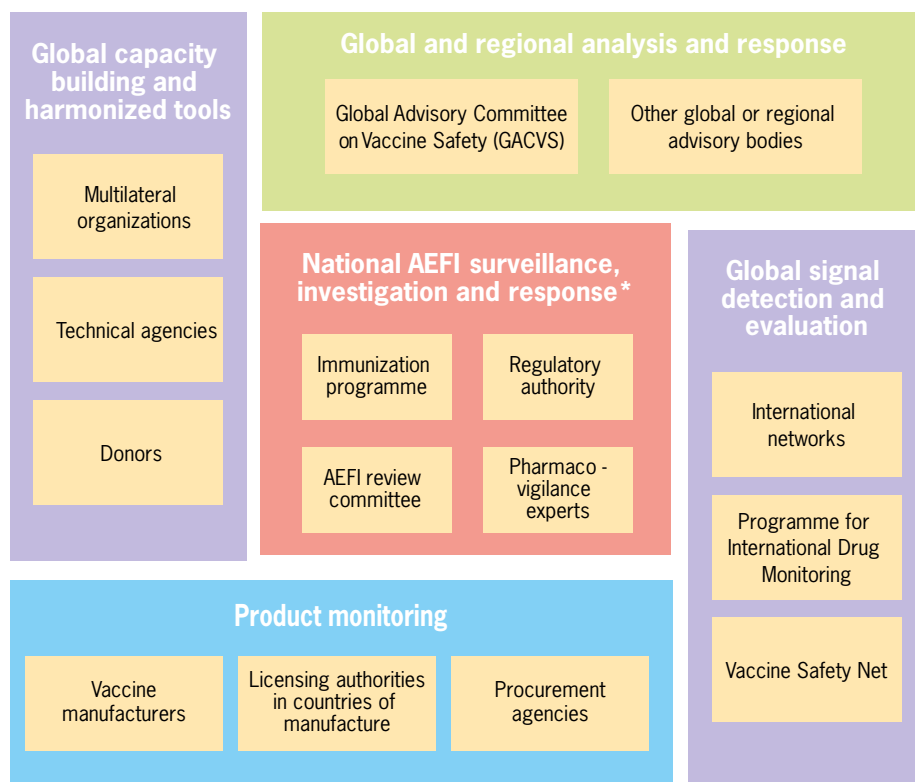 Global capacity
building and
harmonized tools
Multilateral
organizations
Technical agencies
Donors
Global and regional analysis and response
Global Advisory Committee
on Vaccine Safety (GACVS)
Other global or regional
advisory bodies
National AEFI surveillance,
investigation and response*
Immunization
programme
Regulatory
authority
AEFI review
committee
Pharmaco -
vigilance
experts
Global signal
detection and
evaluation
International
networks
Programme for
International Drug
Monitoring
Vaccine Safety Net
Product monitoring
Vaccine
manufacturers
Licensing authorities
in countries of
manufacture
Procurement
agencies